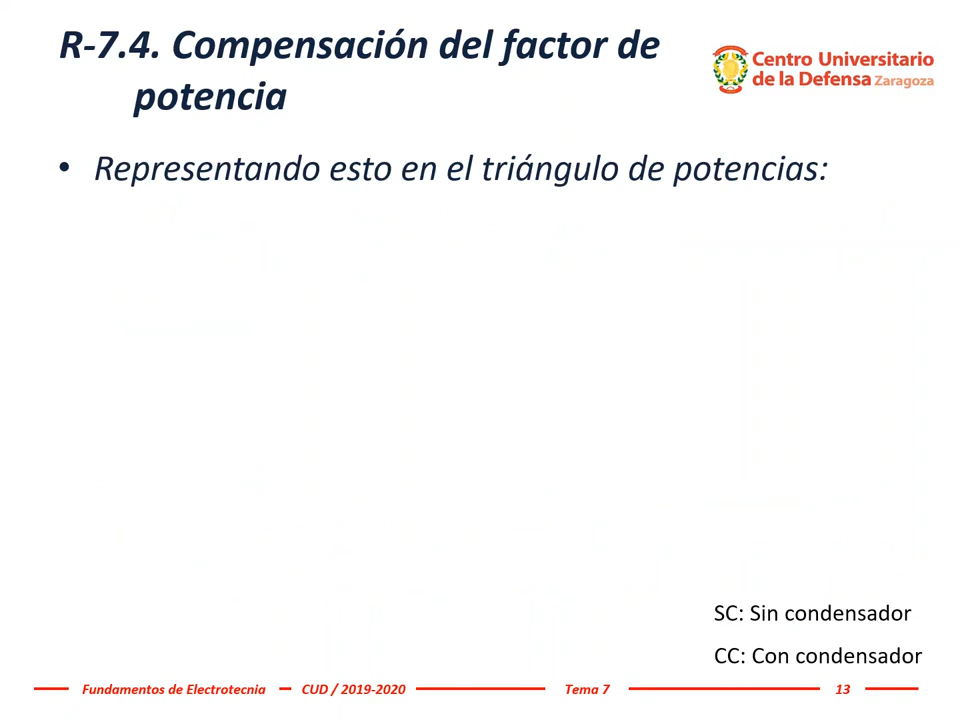 R-7.4. Compensación del factor de
potencia
Centro Universitario
de la Defensa Zaragoza
• Representando esto en el triángulo de potencias:
SC: Sin condensador
CC: Con condensador
Fundamentos de Electrotecnia CUD / 2019-2020 Tema 7 13